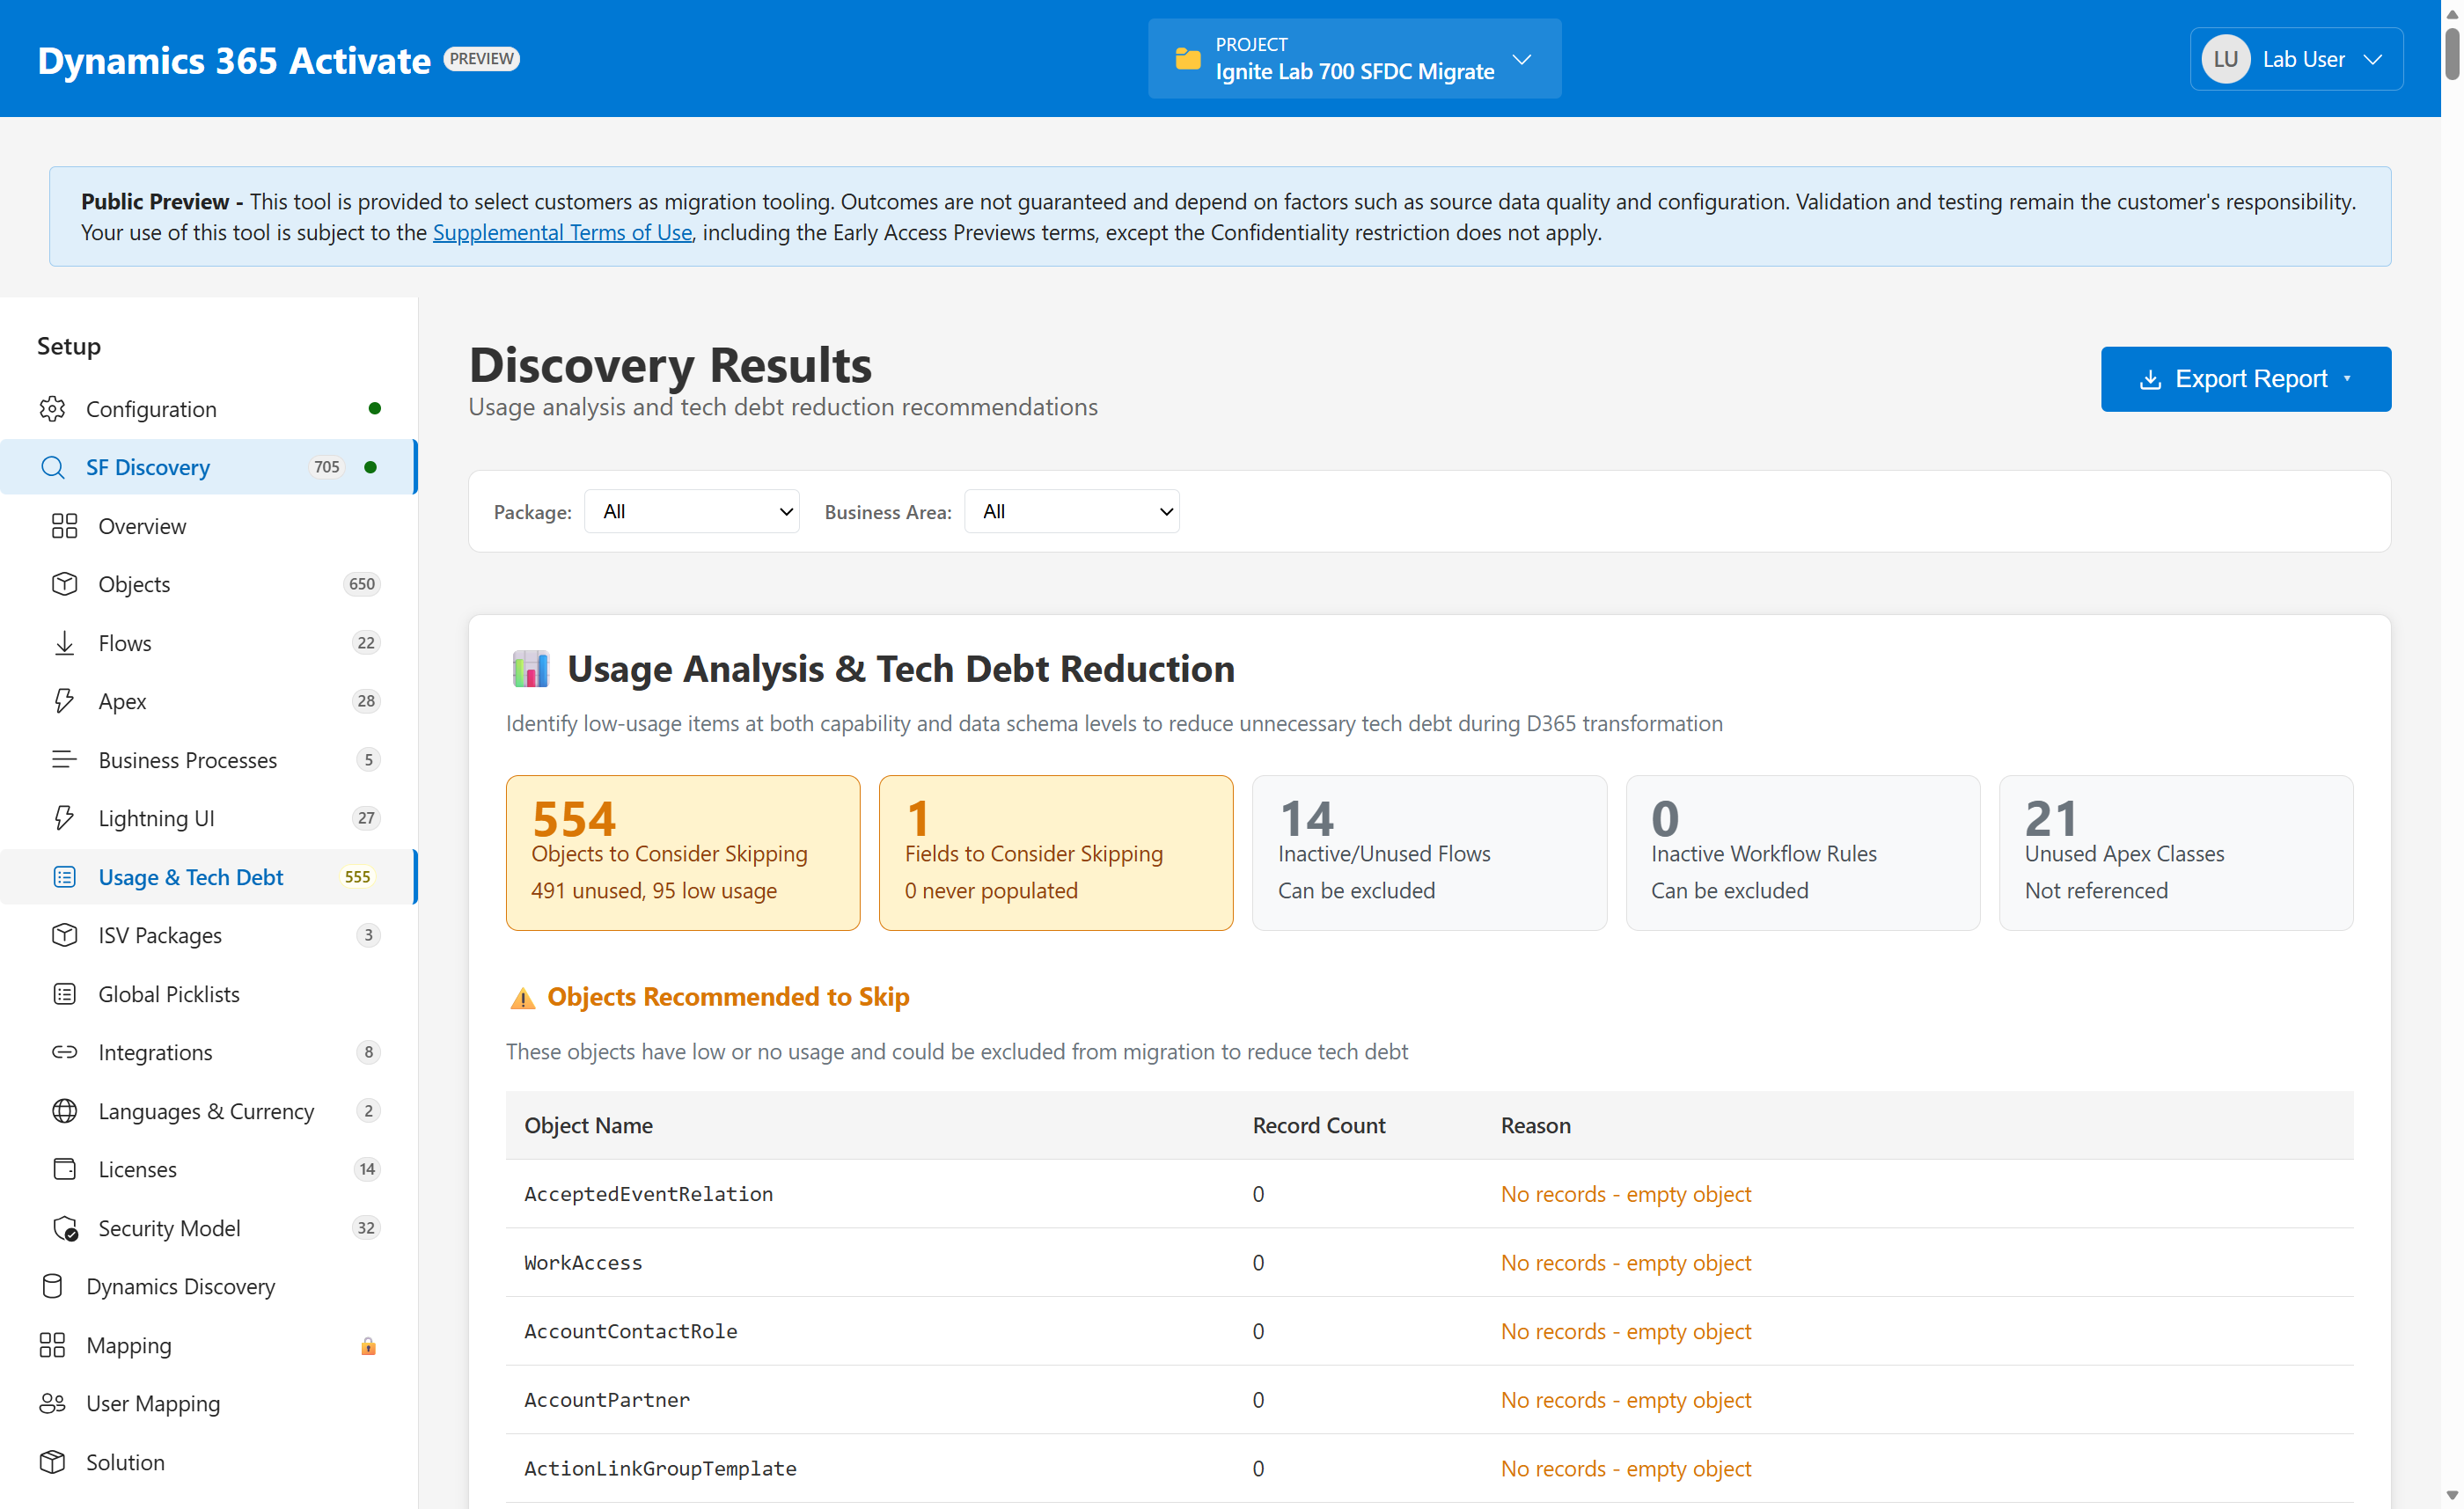 Dynamics 365 Activate PREVIEW
PROJECT
Ignite Lab 700 SFDC Migrate
LU Lab User
Public Preview - This tool is provided to select customers as migration tooling. Outcomes are not guaranteed and depend on factors such as source data quality and configuration. Validation and testing remain the customer's responsibility.
Your use of this tool is subject to the Supplemental Terms of Use, including the Early Access Previews terms, except the Confidentiality restriction does not apply.
Setup
Configuration
SF Discovery 705
Overview
Objects 650
Flows 22
Apex 28
Business Processes 5
Lightning UI 27
Usage & Tech Debt 555
ISV Packages 3
Global Picklists
Integrations 8
Languages & Currency 2
Licenses 14
Security Model 32
Dynamics Discovery
Mapping
User Mapping
Solution
Discovery Results
Usage analysis and tech debt reduction recommendations
Export Report
Package: All Business Area: All
Usage Analysis & Tech Debt Reduction
Identify low-usage items at both capability and data schema levels to reduce unnecessary tech debt during D365 transformation
554
Objects to Consider Skipping
491 unused, 95 low usage
1
Fields to Consider Skipping
0 never populated
14
Inactive/Unused Flows
Can be excluded
0
Inactive Workflow Rules
Can be excluded
21
Unused Apex Classes
Not referenced
Objects Recommended to Skip
These objects have low or no usage and could be excluded from migration to reduce tech debt
Object Name Record Count Reason
AcceptedEventRelation 0 No records - empty object
WorkAccess 0 No records - empty object
AccountContactRole 0 No records - empty object
AccountPartner 0 No records - empty object
ActionLinkGroupTemplate 0 No records - empty object